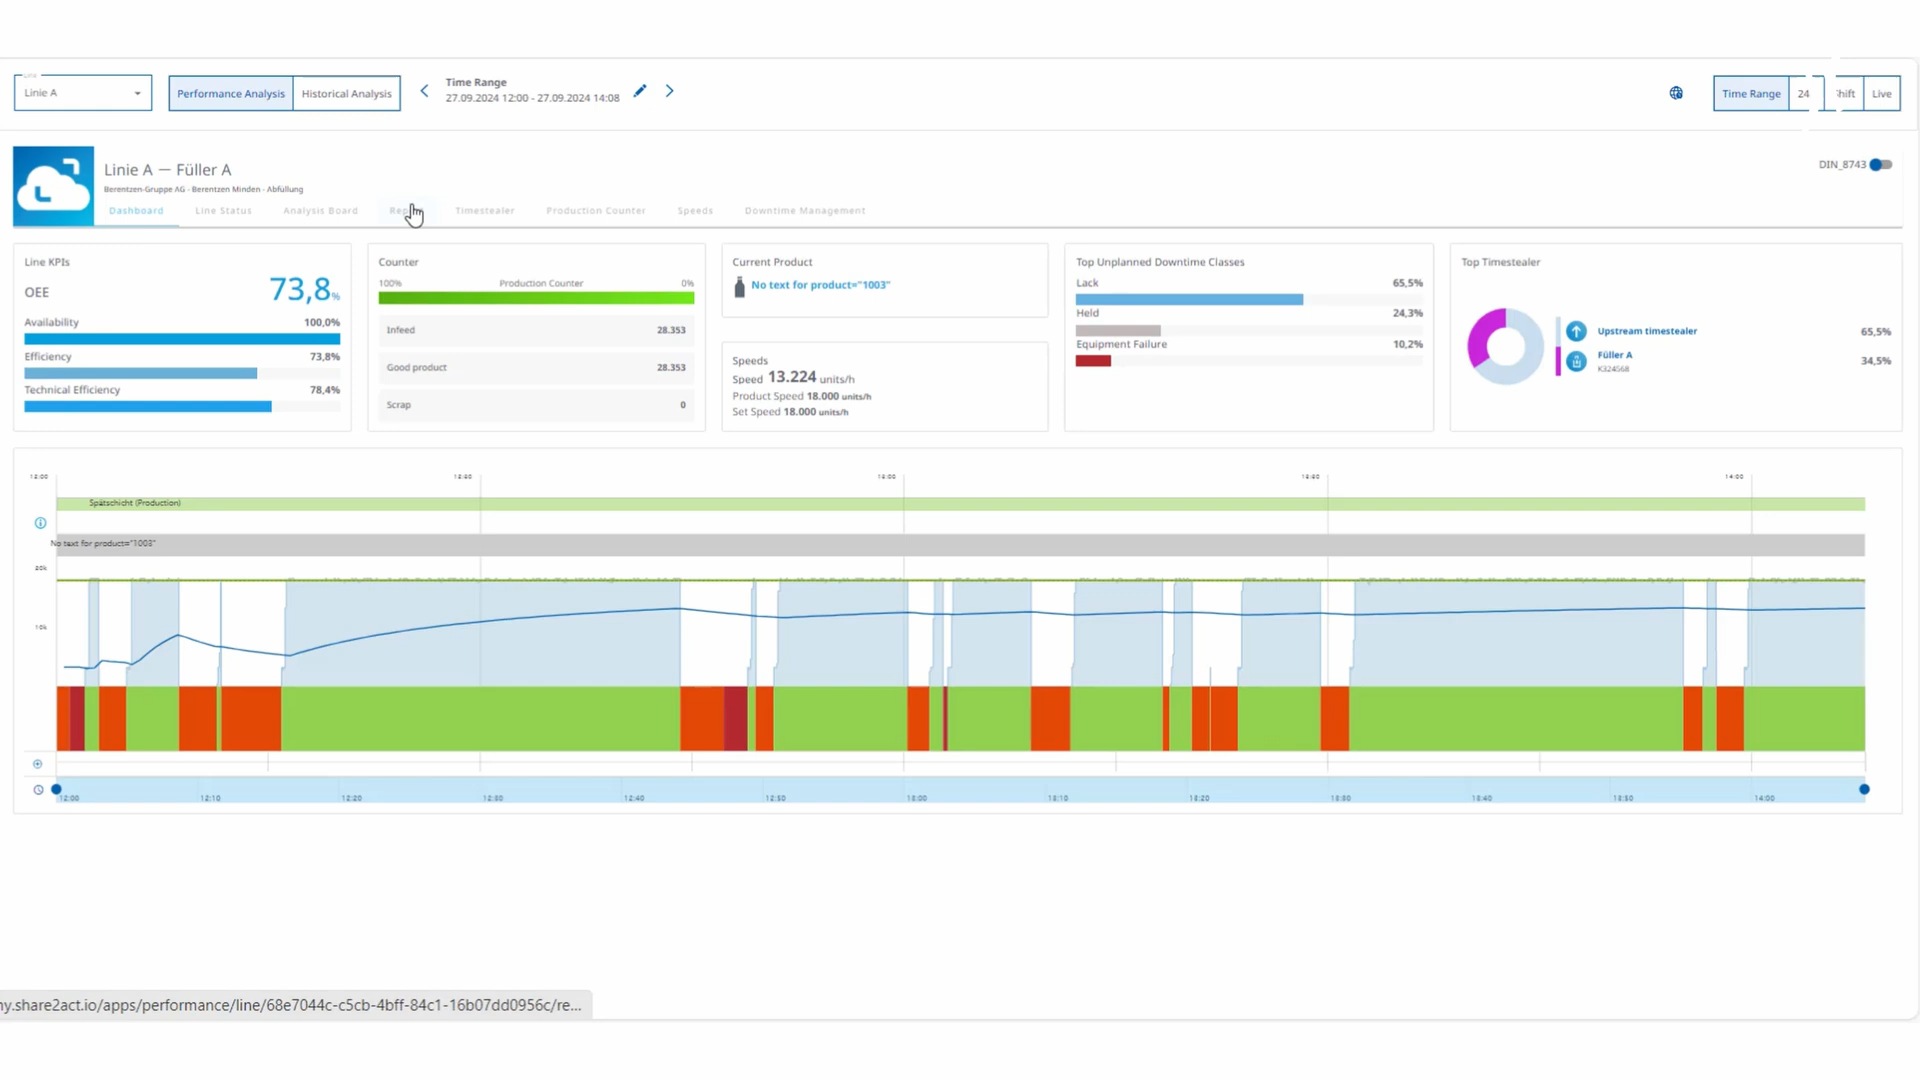 Linie A
Performance Analysis
Historical Analysis
Time Range
27.09.2024 12:00 - 27.09.2024 14:08
Time Range
24
hift
Live
Linie A — Füller A
Berentzen-Gruppe AG - Berentzen Minden - Abfüllung
DIN_8743
Dashboard
Line Status
Analysis Board
Timestealer
Production Counter
Speeds
Downtime Management
Line KPIs
OEE
73,8%
Availability
100,0%
Efficiency
73,8%
Technical Efficiency
78,4%
Counter
100%
Production Counter
0%
Infeed
28.353
Good product
28.353
Scrap
0
Current Product
No text for product="1003"
Speeds
Speed 13.224 units/h
Product Speed 18.000 units/h
Set Speed 18.000 units/h
Top Unplanned Downtime Classes
Lack
65,5%
Held
24,3%
Equipment Failure
10,2%
Top Timestealer
Upstream timestealer
65,5%
Füller A
34,5%
K324568
14:00
Spätschicht (Production)
No text for product="1003"
20k
10k
12:00
12:10
12:20
12:30
12:40
12:50
13:00
13:10
13:20
13:30
13:40
13:50
14:00
ny.share2act.io/apps/performance/line/68e7044c-c5cb-4bff-84c1-16b07dd0956c/re...